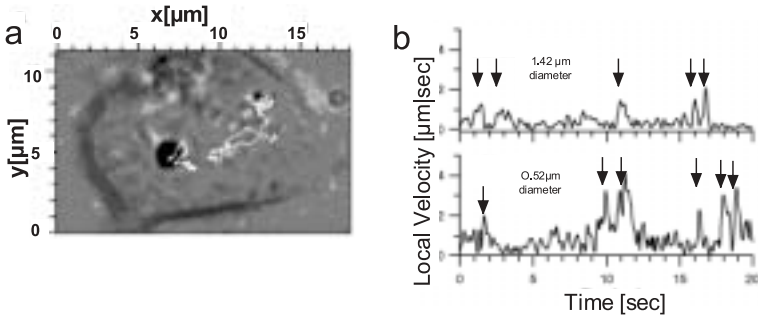 a
x[µm]
0 5 10 15
y[µm]
10
5
0
b
Local Velocity [µm|sec]
1.42 µm
diameter
0.52µm
diameter
0 5 10 15 20
Time [sec]